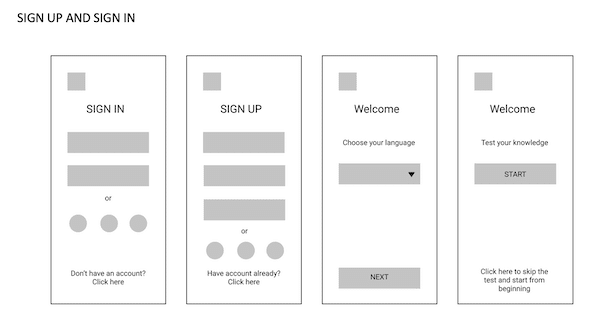 SIGN UP AND SIGN IN
SIGN IN
or
Don't have an account?
Click here
SIGN UP
or
Have account already?
Click here
Welcome
Choose your language
NEXT
Welcome
Test your knowledge
START
Click here to skip the
test and start from
beginning